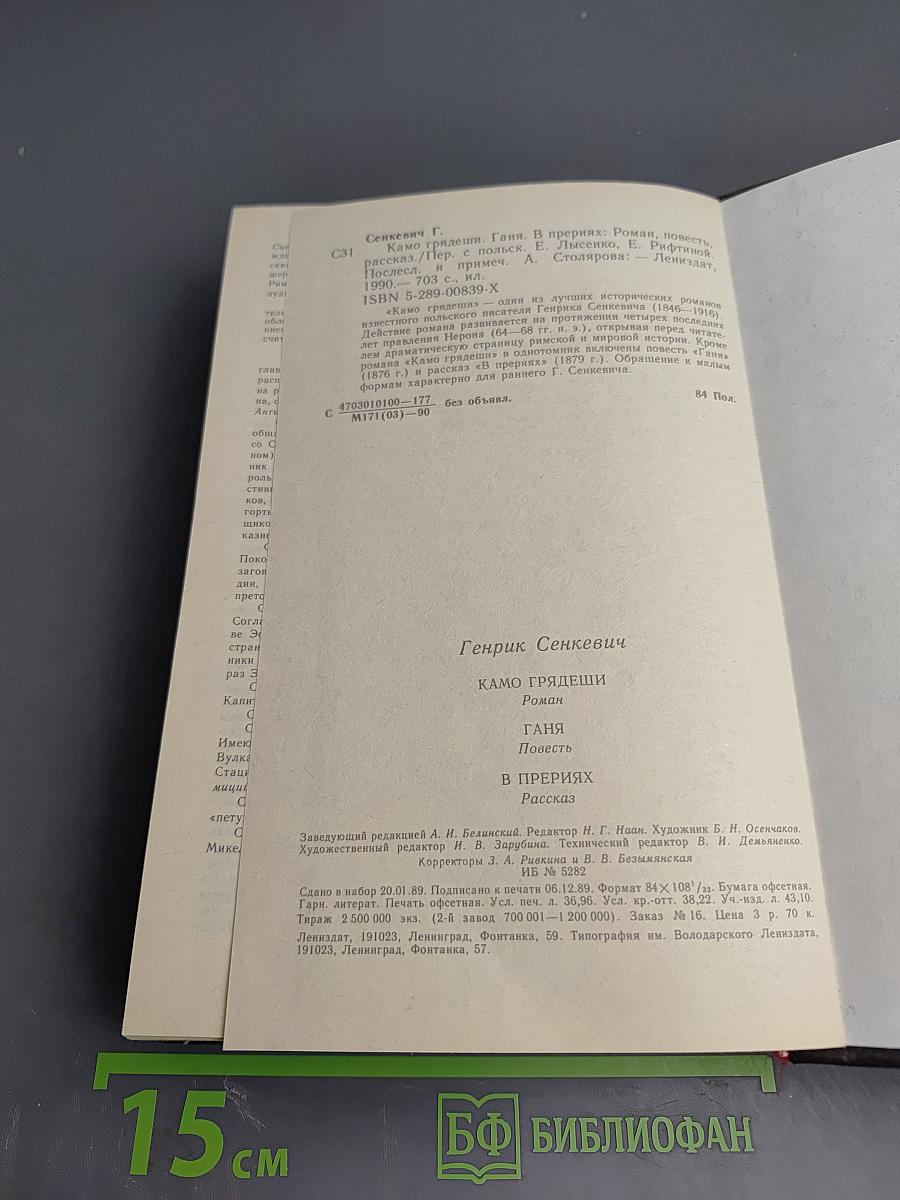 Сенкевич Г.
С31 Камо грядеши. Ганя. В прериях: Роман, повесть,
рассказ./Пер. с польск. Е. Лысенко, Е. Рифтиной.
Послесл. и примеч. А. Столярова: — Лениздат,
1990.— 703 с., ил.
ISBN 5-289-00839-X
«Камо грядеши» — один из лучших исторических романов
известного польского писателя Генрика Сенкевича (1846—1916).
Действие романа развивается на протяжении четырех последних
лет правления Нерона (64—68 гг. н. э.), открывая перед читате-
лем драматическую страницу римской и мировой истории. Кроме
романа «Камо грядеши» в однотомник включены повесть «Ганя»
(1876 г.) и рассказ «В прериях» (1879 г.). Обращение к малым
формам характерно для раннего Г. Сенкевича.
С 4703010100—177 / М171(03)—90 без объявл. 84 Пол.
Генрик Сенкевич
КАМО ГРЯДЕШИ
Роман
ГАНЯ
Повесть
В ПРЕРИЯХ
Рассказ
Заведующий редакцией А. И. Белинский. Редактор Н. Г. Наан. Художник Б. Н. Осенчаков.
Художественный редактор И. В. Зарубина. Технический редактор В. И. Демьяненко.
Корректоры З. А. Ривкина и В. В. Безымянская
ИБ № 5282
Сдано в набор 20.01.89. Подписано к печати 06.12.89. Формат 84×108¹/₃₂. Бумага офсетная.
Гарн. литерат. Печать офсетная. Усл. печ. л. 36,96. Усл. кр.-отт. 38,22. Уч.-изд. л. 43,10.
Тираж 2 500 000 экз. (2-й завод 700 001—1 200 000). Заказ № 16. Цена 3 р. 70 к.
Лениздат, 191023, Ленинград, Фонтанка, 59. Типография им. Володарского Лениздата,
191023, Ленинград, Фонтанка, 57.
15 см
БФ БИБЛИОФАН